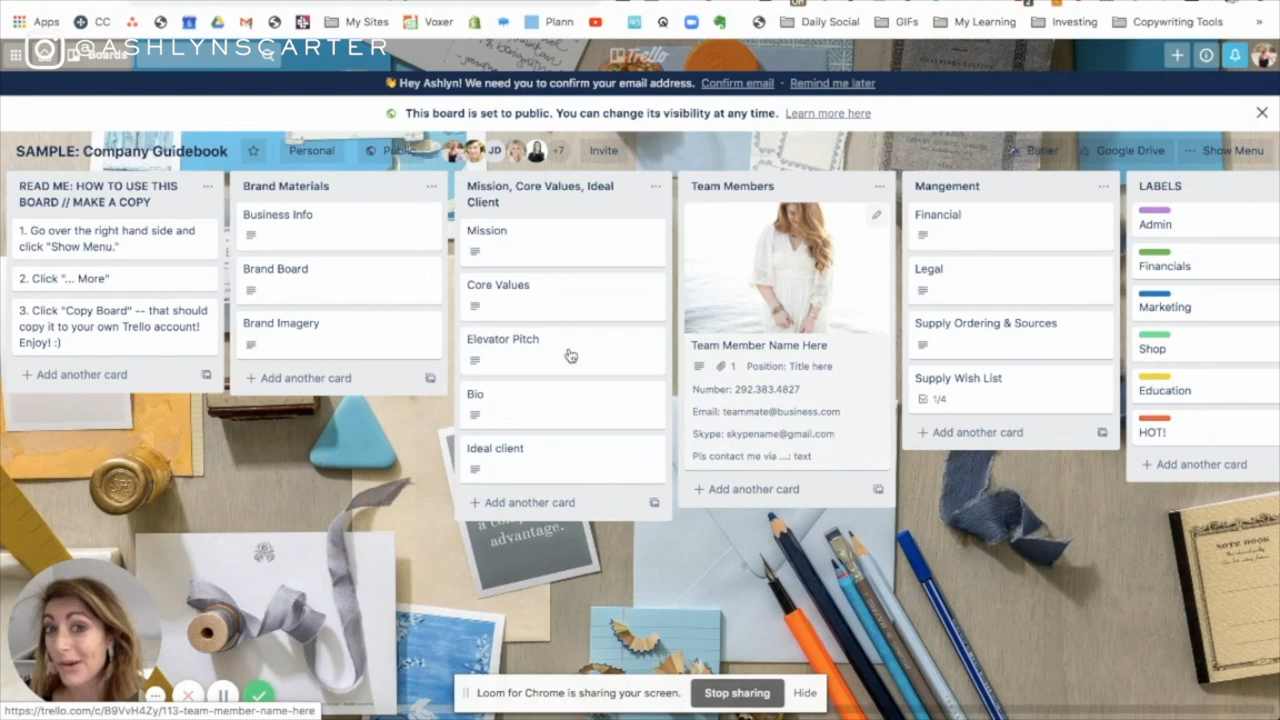 Apps
CC
My Sites
Voxer
Plann
Daily Social
GIFs
My Learning
Investing
Copywriting Tools
»
@ASHLYNSCARTER
Boards
Trello
Hey Ashlyn! We need you to confirm your email address. Confirm email · Remind me later
This board is set to public. You can change its visibility at any time. Learn more here
SAMPLE: Company Guidebook
Personal
Public
JD
+7
Invite
Butler
Google Drive
Show Menu
READ ME: HOW TO USE THIS
BOARD // MAKE A COPY
1. Go over the right hand side and
click "Show Menu."
2. Click "... More"
3. Click "Copy Board" -- that should
copy it to your own Trello account!
Enjoy! :)
+ Add another card
Brand Materials
Business Info
Brand Board
Brand Imagery
+ Add another card
Mission, Core Values, Ideal
Client
Mission
Core Values
Elevator Pitch
Bio
Ideal client
+ Add another card
Team Members
Team Member Name Here
1 Position: Title here
Number: 292.383.4827
Email: teammate@business.com
Skype: skypename@gmail.com
Pls contact me via ...: text
+ Add another card
Mangement
Financial
Legal
Supply Ordering & Sources
Supply Wish List
1/4
+ Add another card
LABELS
Admin
Financials
Marketing
Shop
Education
HOT!
+ Add another card
advantage.
NOTE BOOK
Loom for Chrome is sharing your screen.
Stop sharing
Hide
https://trello.com/c/B9VvH4Zy/113-team-member-name-here